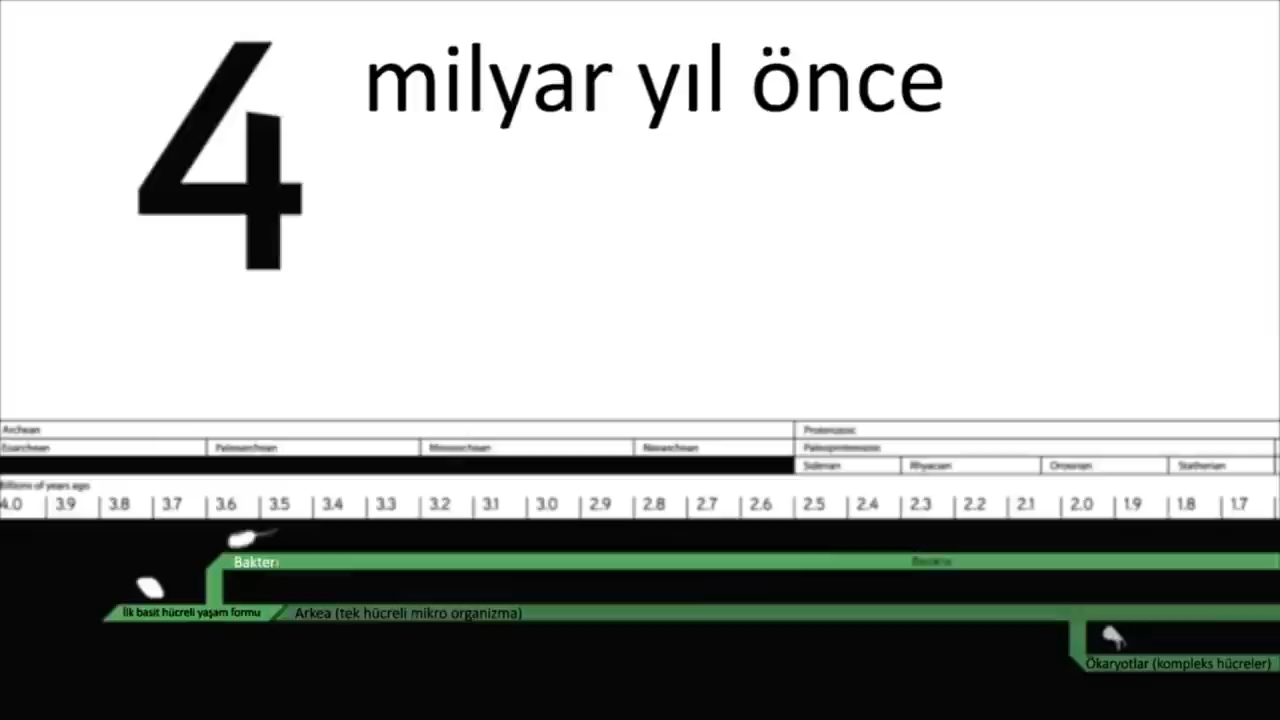 4 milyar yıl önce
Archean Proterozoic
Eoarchean Paleoarchean Mesoarchean Neoarchean Paleoproterozoic
Siderian Rhyacian Orosirian Statherian
Billions of years ago
4.0 3.9 3.8 3.7 3.6 3.5 3.4 3.3 3.2 3.1 3.0 2.9 2.8 2.7 2.6 2.5 2.4 2.3 2.2 2.1 2.0 1.9 1.8 1.7
Bakteri
İlk basit hücreli yaşam formu Arkea (tek hücreli mikro organizma)
Ökaryotlar (kompleks hücreler)